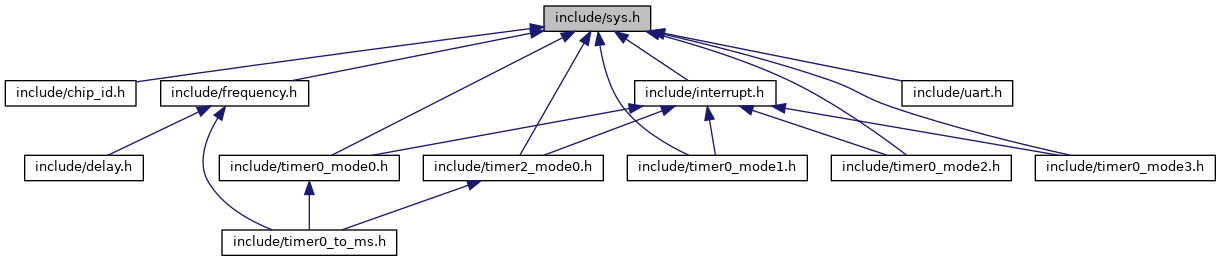 include/sys.h
include/chip_id.h
include/frequency.h
include/interrupt.h
include/uart.h
include/delay.h
include/timer0_mode0.h
include/timer2_mode0.h
include/timer0_mode1.h
include/timer0_mode2.h
include/timer0_mode3.h
include/timer0_to_ms.h